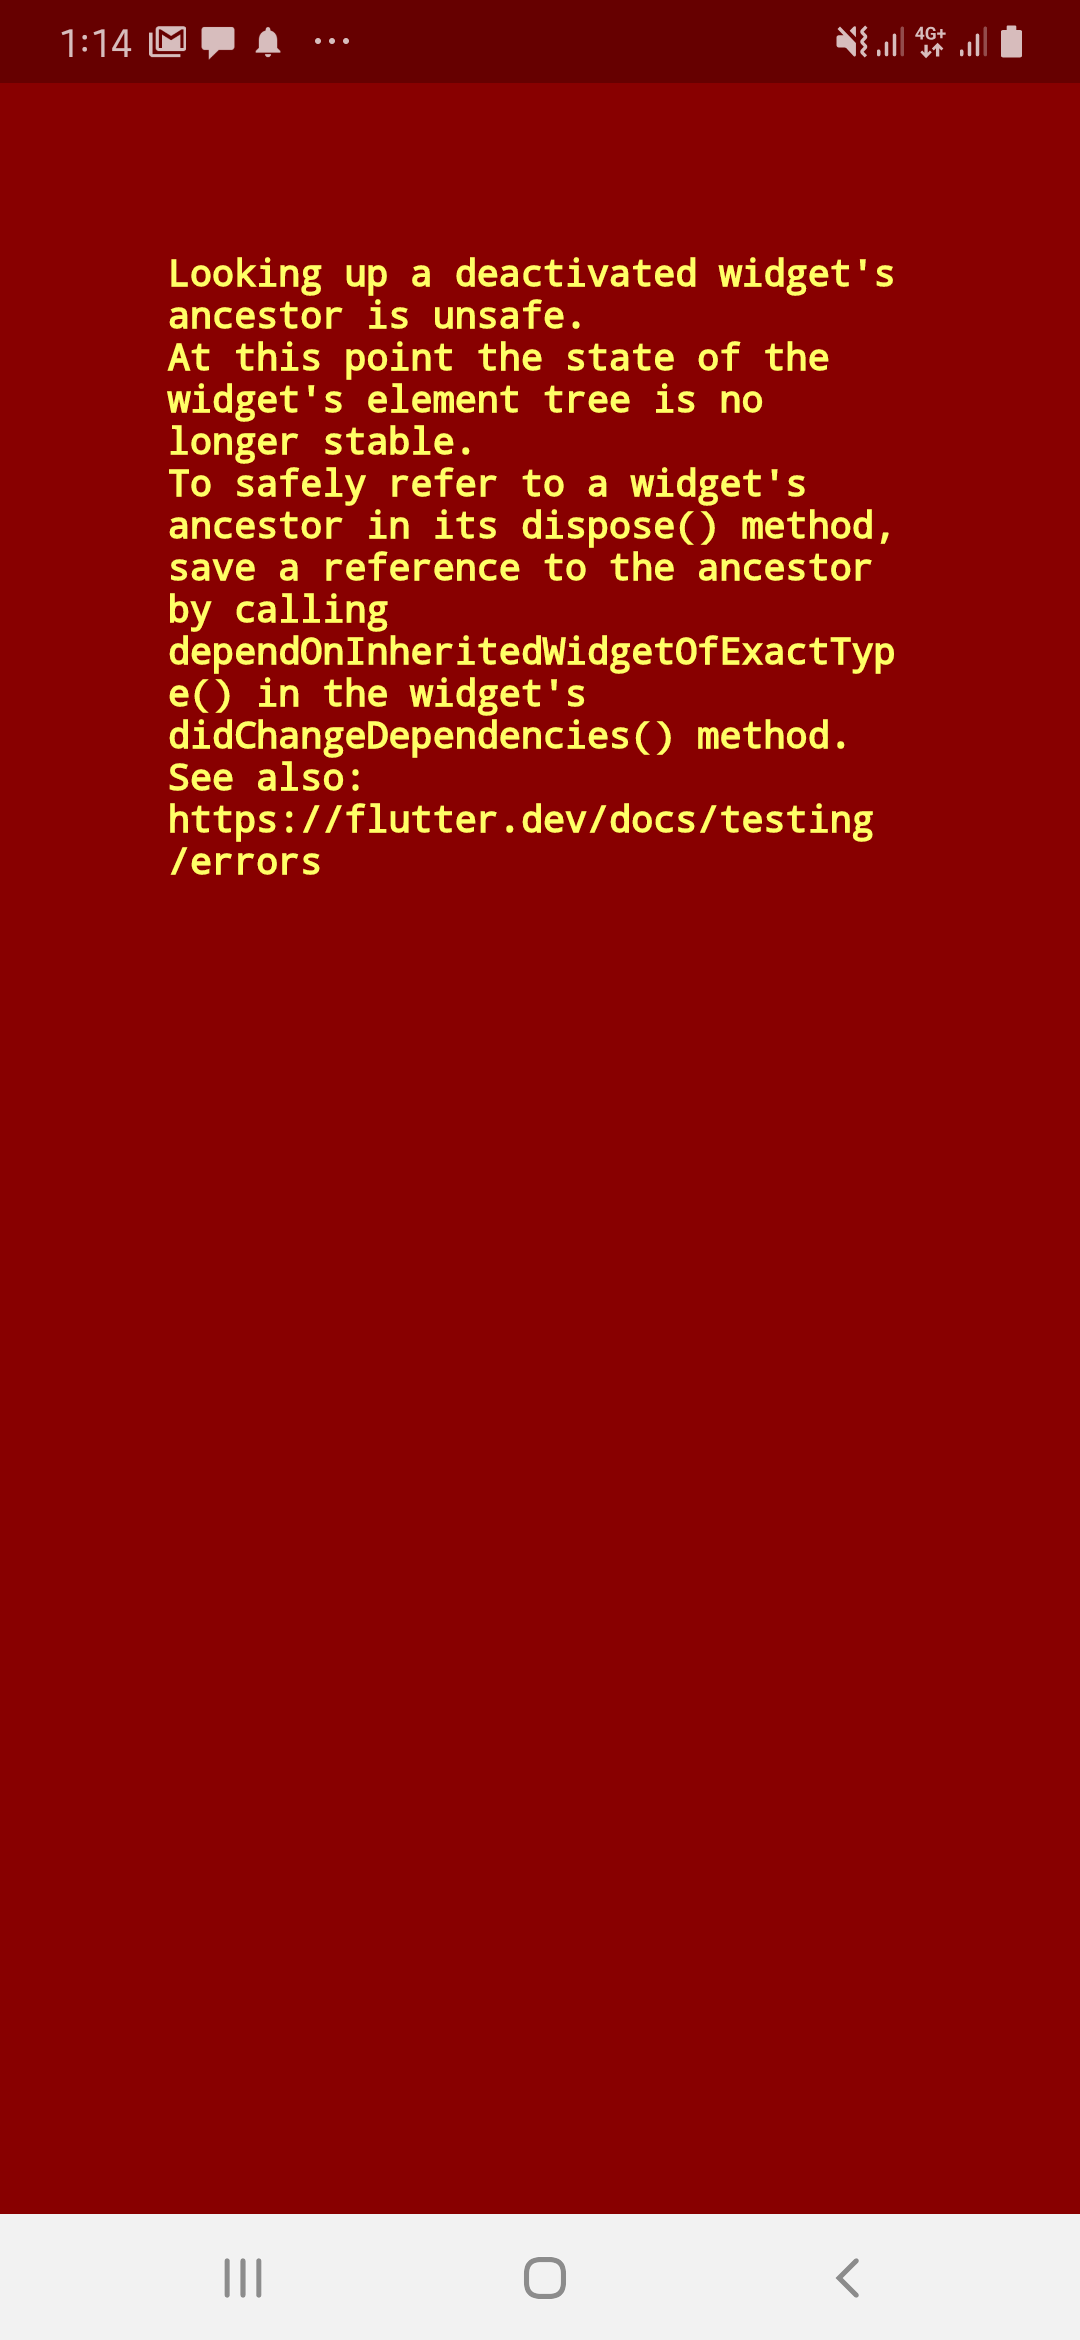 1:14
4G+
Looking up a deactivated widget's
ancestor is unsafe.
At this point the state of the
widget's element tree is no
longer stable.
To safely refer to a widget's
ancestor in its dispose() method,
save a reference to the ancestor
by calling
dependOnInheritedWidgetOfExactTyp
e() in the widget's
didChangeDependencies() method.
See also:
https://flutter.dev/docs/testing
/errors